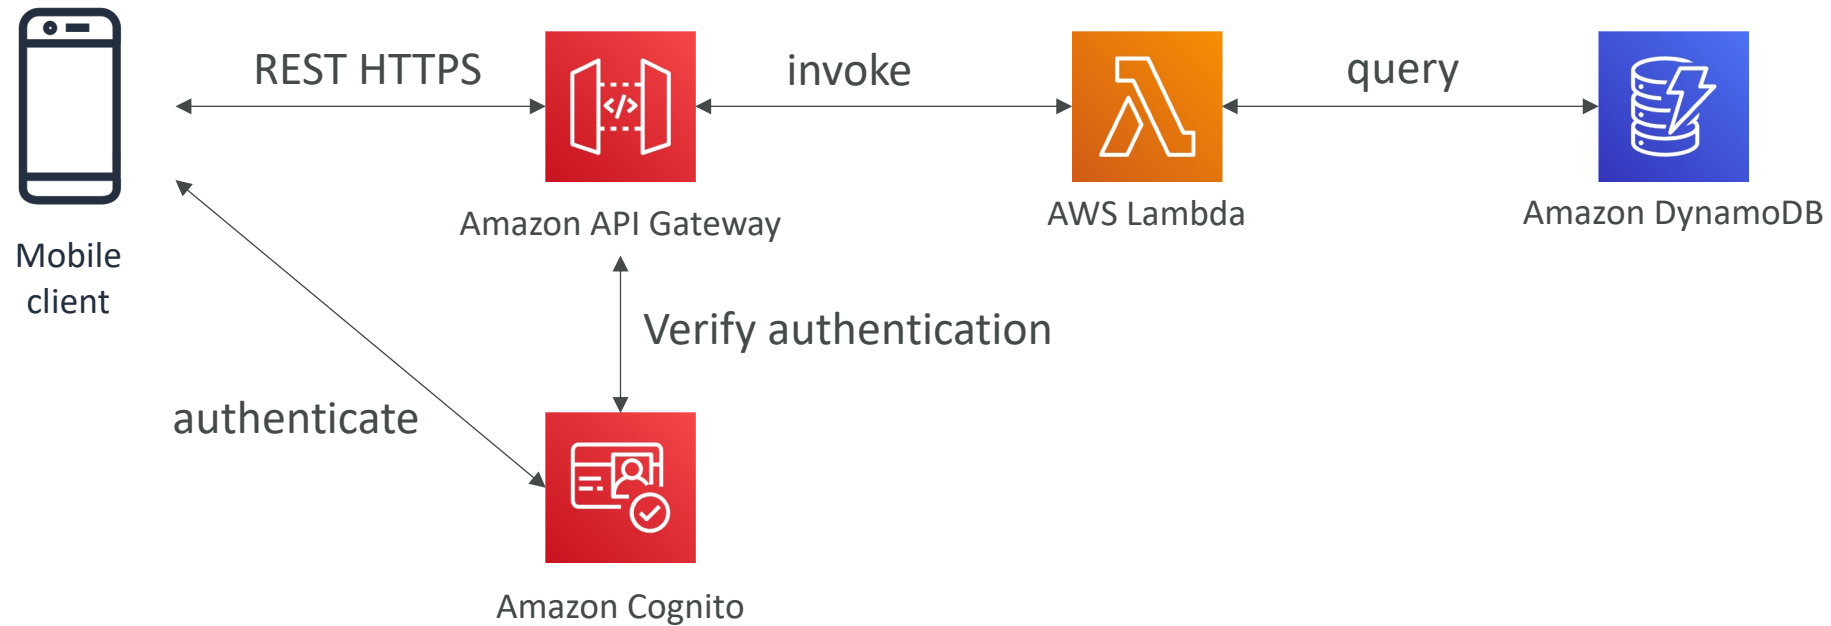 REST HTTPS
invoke
query
Amazon API Gateway
AWS Lambda
Amazon DynamoDB
Mobile
client
Verify authentication
authenticate
Amazon Cognito